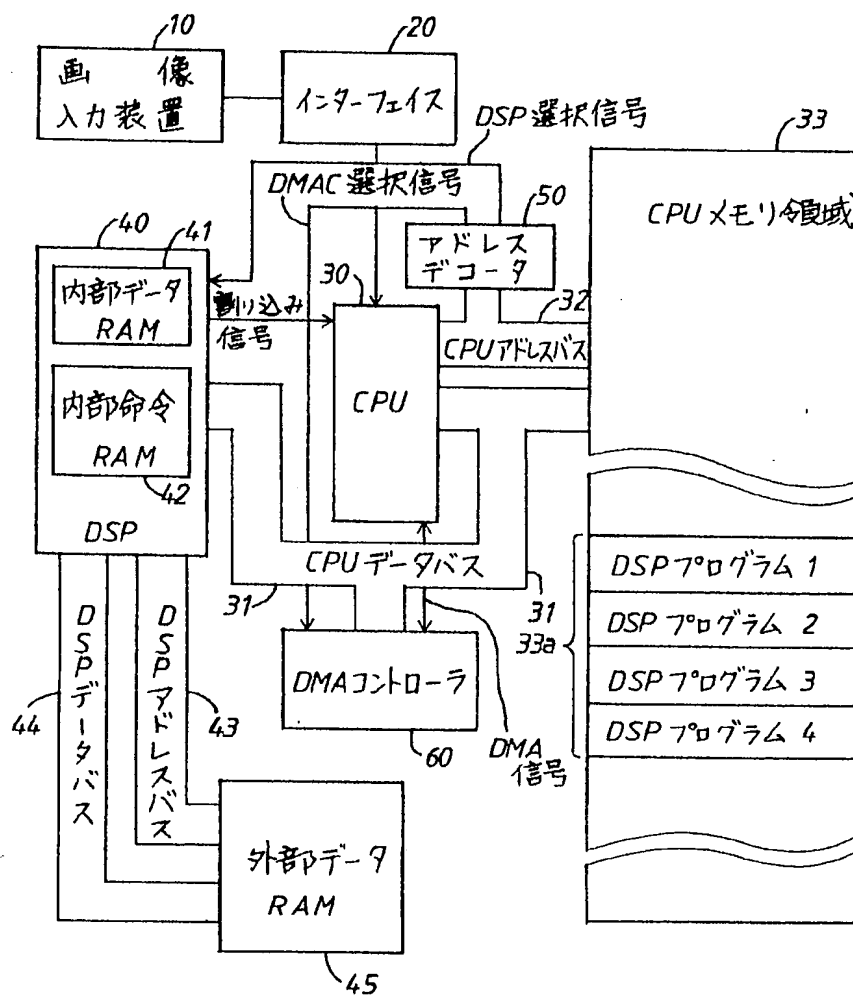 10
画 像
入力装置
20
インターフェイス
DSP選択信号
33
CPUメモリ領域
DMAC選択信号
50
アドレス
デコータ
40
41
内部データ
RAM
割り込み
信号
30
CPU
32
CPUアドレスバス
内部命令
RAM
42
DSP
CPUデータバス
31
31
33a
DSPプログラム 1
DSPプログラム 2
DSPプログラム 3
DSPプログラム 4
DMAコントローラ
60
DMA
信号
44
DSPデータバス
DSPアドレスバス
43
外部データ
RAM
45